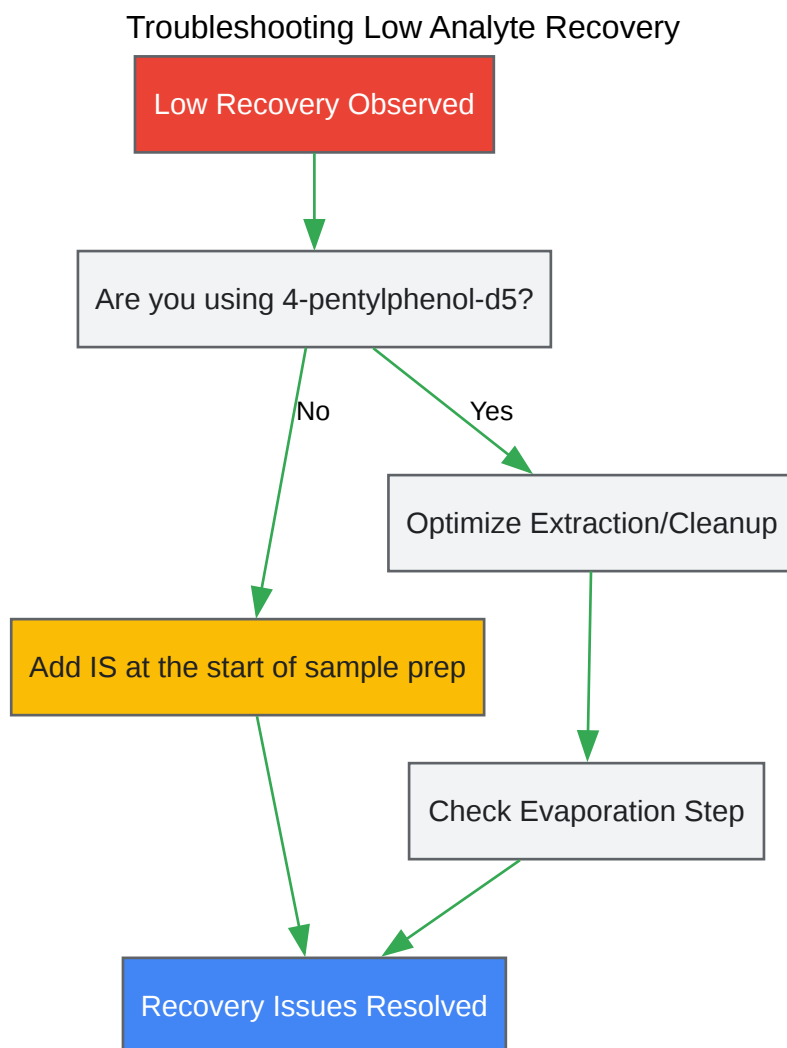 Troubleshooting Low Analyte Recovery
Low Recovery Observed
Are you using 4-pentylphenol-d5?
No
Yes
Optimize Extraction/Cleanup
Add IS at the start of sample prep
Check Evaporation Step
Recovery Issues Resolved